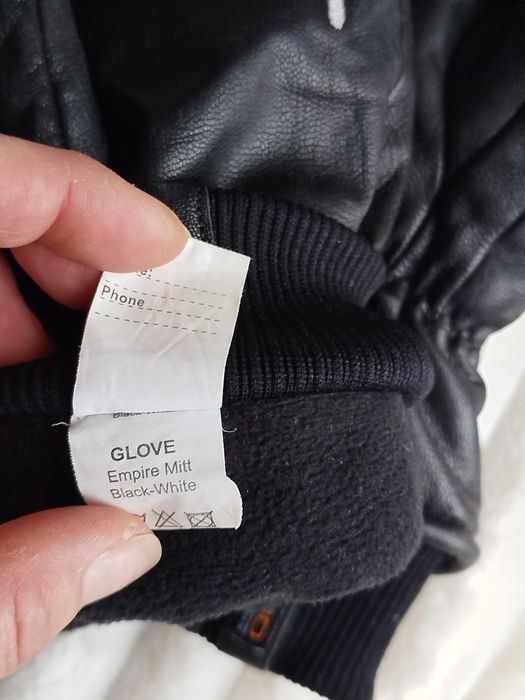 Phone
GLOVE
Empire Mitt
Black-White